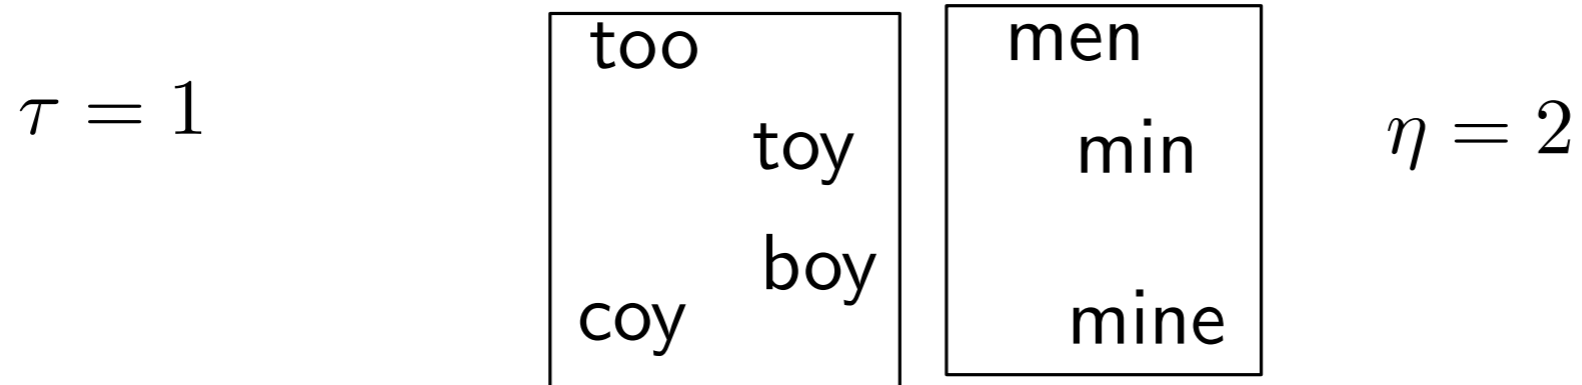 τ = 1
too
toy
boy
coy
men
min
mine
η = 2